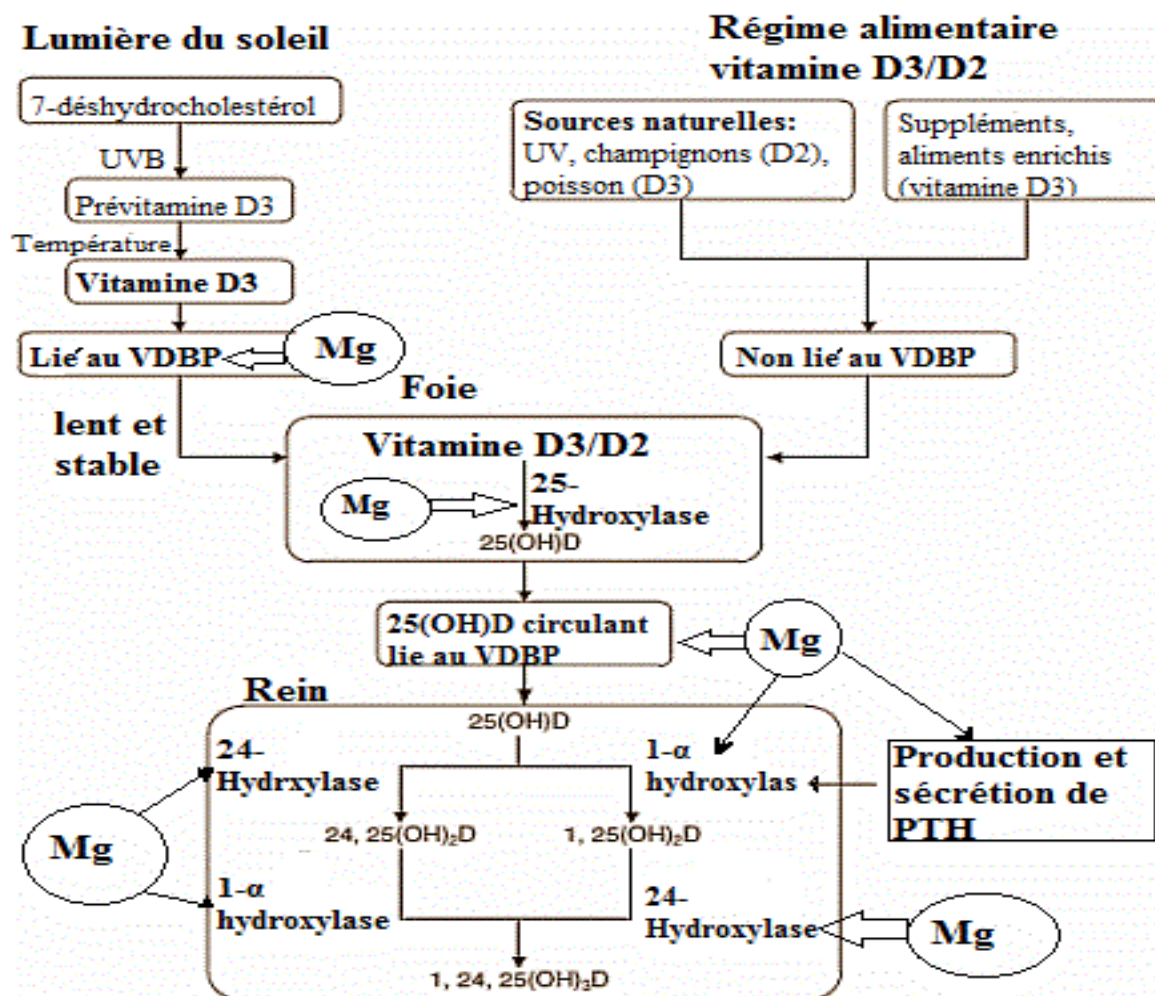 Lumière du soleil
Régime alimentaire
vitamine D3/D2
7-déshydrocholestérol
Sources naturelles:
UV, champignons (D2),
poisson (D3)
Suppléments,
aliments enrichis
(vitamine D3)
UVB
Prévitamine D3
Température
Vitamine D3
Lié au VDBP
Mg
Non lié au VDBP
Foie
lent et
stable
Vitamine D3/D2
Mg
25-
Hydroxylase
25(OH)D
25(OH)D circulant
lie au VDBP
Mg
Rein
25(OH)D
24-
Hydrxylase
1-α
hydroxylas
Production et
sécrétion de
PTH
Mg
24, 25(OH)₂D
1, 25(OH)₂D
1-α
hydroxylase
24-
Hydroxylase
Mg
1, 24, 25(OH)₃D